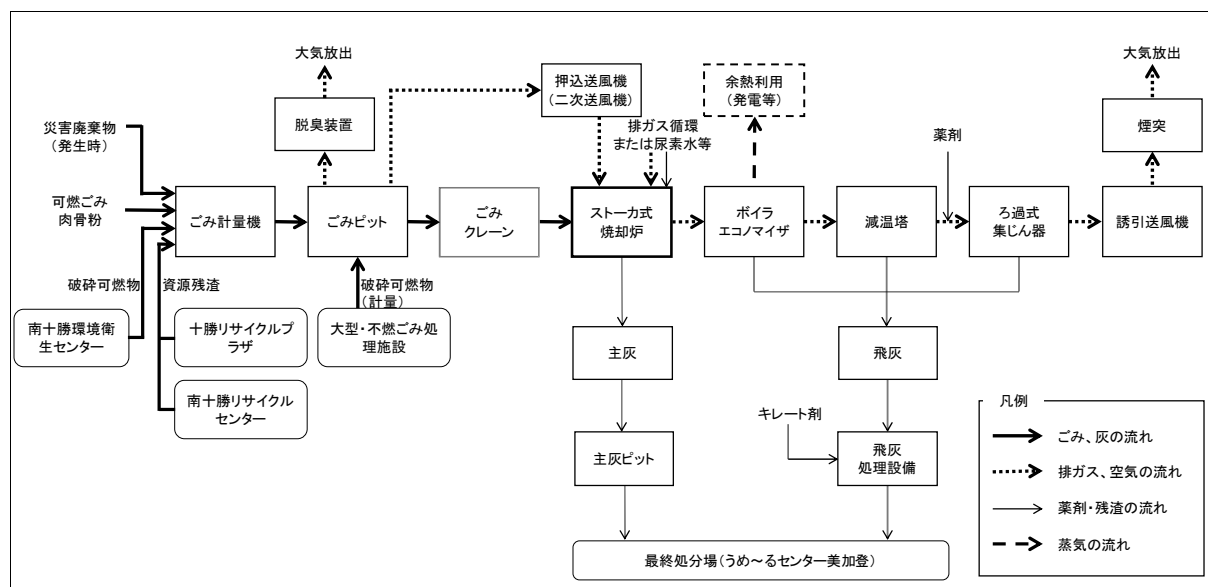 大気放出
脱臭装置
災害廃棄物
(発生時)
可燃ごみ
肉骨粉
ごみ計量機
ごみピット
ごみ
クレーン
押込送風機
(二次送風機)
排ガス循環
または尿素水等
ストーカ式
焼却炉
余熱利用
(発電等)
ボイラ
エコノマイザ
減温塔
薬剤
ろ過式
集じん器
誘引送風機
煙突
大気放出
破砕可燃物
資源残渣
破砕可燃物
(計量)
南十勝環境衛
生センター
十勝リサイクルプ
ラザ
南十勝リサイクル
センター
大型・不燃ごみ処
理施設
主灰
主灰ピット
飛灰
キレート剤
飛灰
処理設備
最終処分場(うめ~るセンター美加登)
凡例
ごみ、灰の流れ
排ガス、空気の流れ
薬剤・残渣の流れ
蒸気の流れ